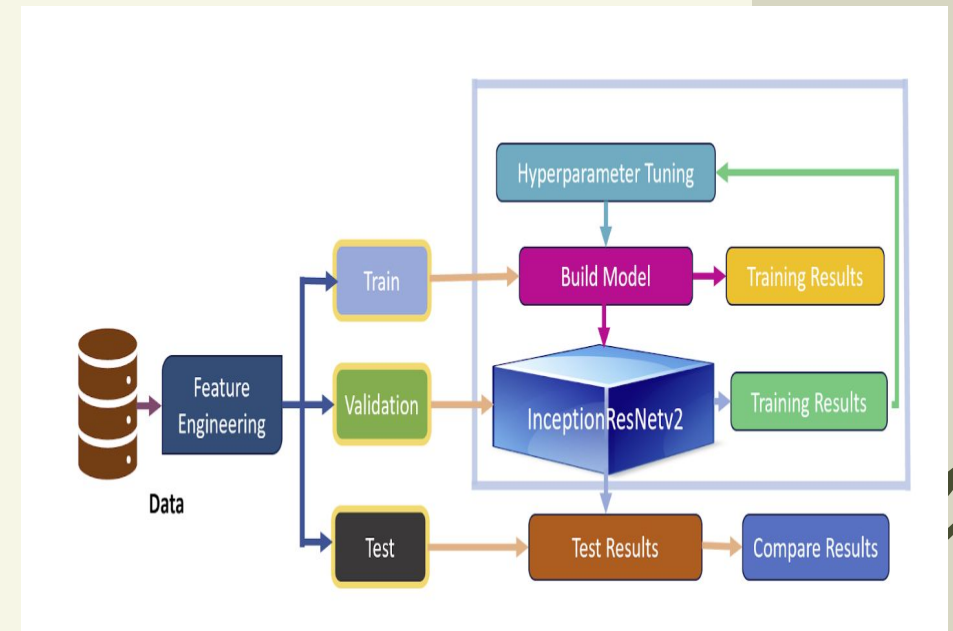 Hyperparameter Tuning
Train
Build Model
Training Results
Feature
Engineering
Validation
InceptionResNetv2
Training Results
Data
Test
Test Results
Compare Results